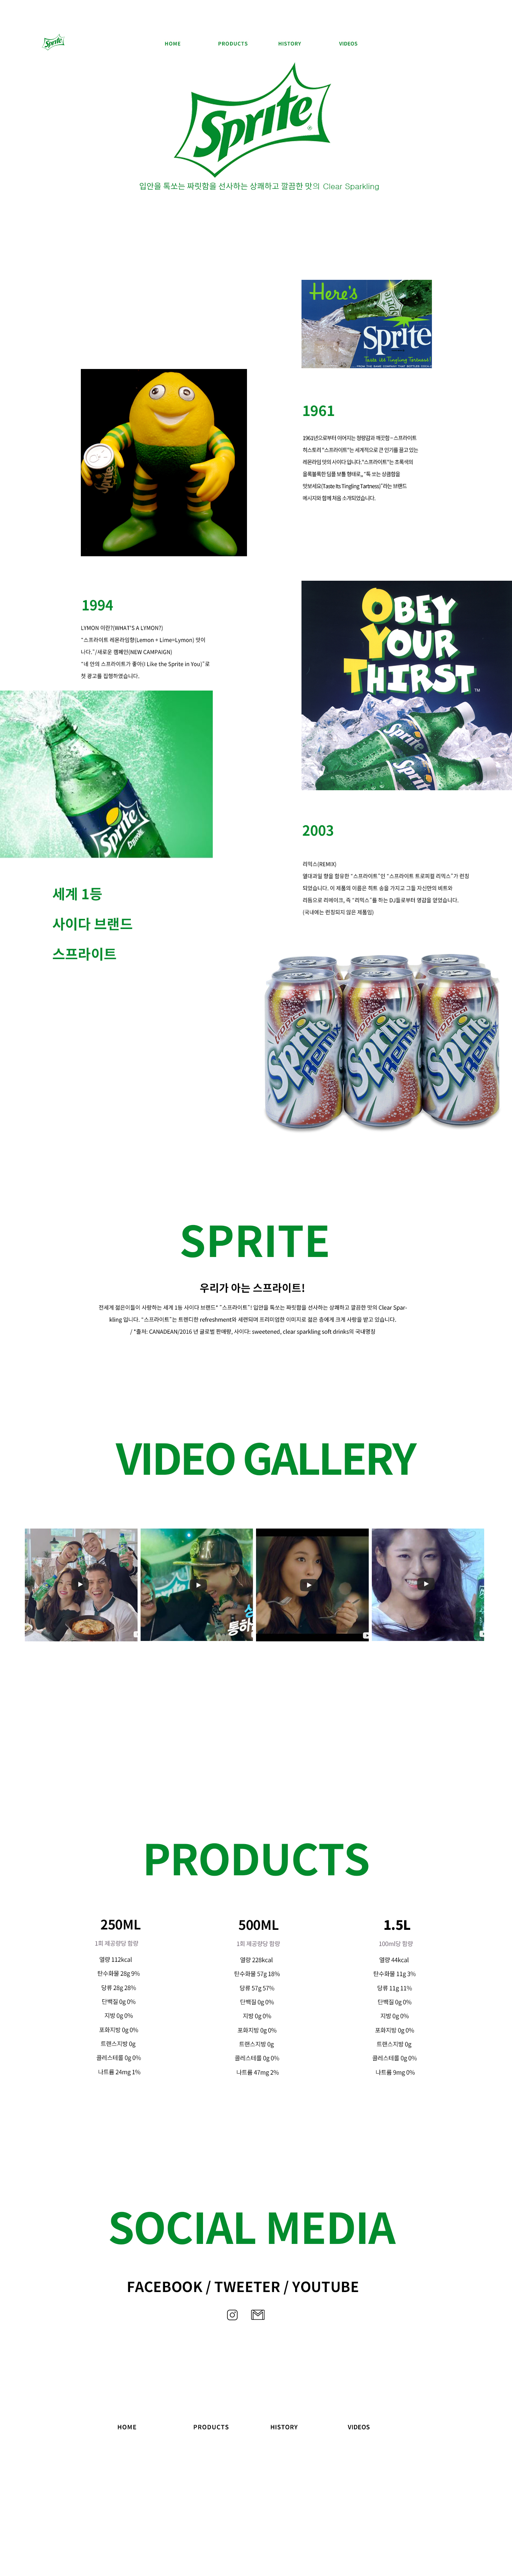 Sprite
HOME PRODUCTS HISTORY VIDEOS
Sprite
입안을 톡쏘는 짜릿함을 선사하는 상쾌하고 깔끔한 맛의 Clear Sparkling
Here's
Sprite
Taste its Tingling Tartness!
1961
1961년으로부터 이어지는 청량감과 깨끗함 - 스프라이트
히스토리 "스프라이트"는 세계적으로 큰 인기를 끌고 있는
레몬라임 맛의 사이다 입니다. "스프라이트"는 초록색의
울록볼록한 딤플 보틀 형태로,, "톡 쏘는 상큼함을
맛보세요(Taste Its Tingling Tartness)"라는 브랜드
메시지와 함께 처음 소개되었습니다.
Sprite
1994
LYMON 이란?(WHAT'S A LYMON?)
"스프라이트 레몬라임향(Lemon + Lime=Lymon) 맛이
나다."/새로운 캠페인(NEW CAMPAIGN)
"네 안의 스프라이트가 좋아(I Like the Sprite in You)"로
첫 광고를 집행하였습니다.
OBEY
YOUR
THIRST
TM
Sprite
Sprite
Sprite
2003
리믹스(REMIX)
열대과일 향을 함유한 "스프라이트"인 "스프라이트 트로피컬 리믹스"가 런칭
되었습니다. 이 제품의 이름은 히트 송을 가지고 그들 자신만의 비트와
리듬으로 리메이크, 즉 "리믹스"를 하는 DJ들로부터 영감을 얻었습니다.
(국내에는 런칭되지 않은 제품임)
세계 1등
사이다 브랜드
스프라이트
TROPICAL TROPICAL TROPICAL
Sprite Sprite Sprite
Remix Remix Remix
SPRITE
우리가 아는 스프라이트!
전세계 젊은이들이 사랑하는 세계 1등 사이다 브랜드* "스프라이트"! 입안을 톡쏘는 짜릿함을 선사하는 상쾌하고 깔끔한 맛의 Clear Spar-
kling 입니다. "스프라이트"는 트렌디한 refreshment와 세련되며 프리미엄한 이미지로 젊은 층에게 크게 사랑을 받고 있습니다.
/ *출처: CANADEAN/2016 년 글로벌 판매량, 사이다: sweetened, clear sparkling soft drinks의 국내명칭
VIDEO GALLERY
통하
PRODUCTS
250ML 500ML 1.5L
1회 제공량당 함량 1회 제공량당 함량 100ml당 함량
열량 112kcal 열량 228kcal 열량 44kcal
탄수화물 28g 9% 탄수화물 57g 18% 탄수화물 11g 3%
당류 28g 28% 당류 57g 57% 당류 11g 11%
단백질 0g 0% 단백질 0g 0% 단백질 0g 0%
지방 0g 0% 지방 0g 0% 지방 0g 0%
포화지방 0g 0% 포화지방 0g 0% 포화지방 0g 0%
트랜스지방 0g 트랜스지방 0g 트랜스지방 0g
콜레스테롤 0g 0% 콜레스테롤 0g 0% 콜레스테롤 0g 0%
나트륨 24mg 1% 나트륨 47mg 2% 나트륨 9mg 0%
SOCIAL MEDIA
FACEBOOK / TWEETER / YOUTUBE
HOME PRODUCTS HISTORY VIDEOS